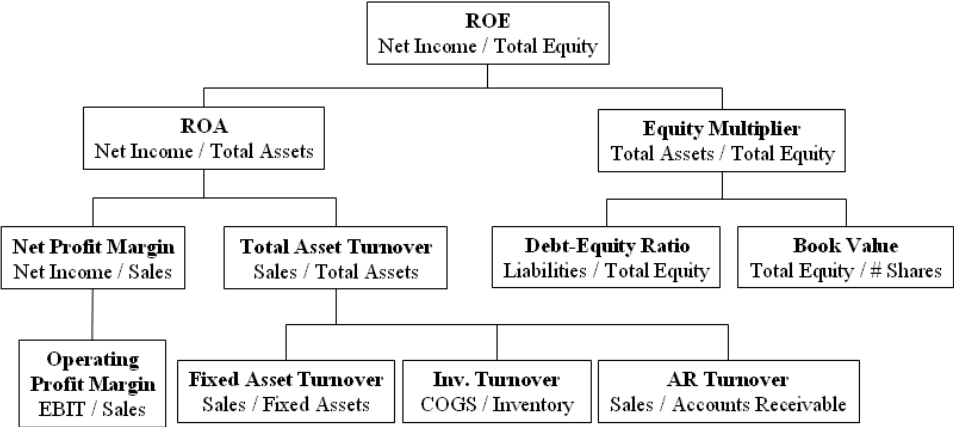 ROE
Net Income / Total Equity
ROA
Net Income / Total Assets
Equity Multiplier
Total Assets / Total Equity
Net Profit Margin
Net Income / Sales
Total Asset Turnover
Sales / Total Assets
Debt-Equity Ratio
Liabilities / Total Equity
Book Value
Total Equity / # Shares
Operating
Profit Margin
EBIT / Sales
Fixed Asset Turnover
Sales / Fixed Assets
Inv. Turnover
COGS / Inventory
AR Turnover
Sales / Accounts Receivable